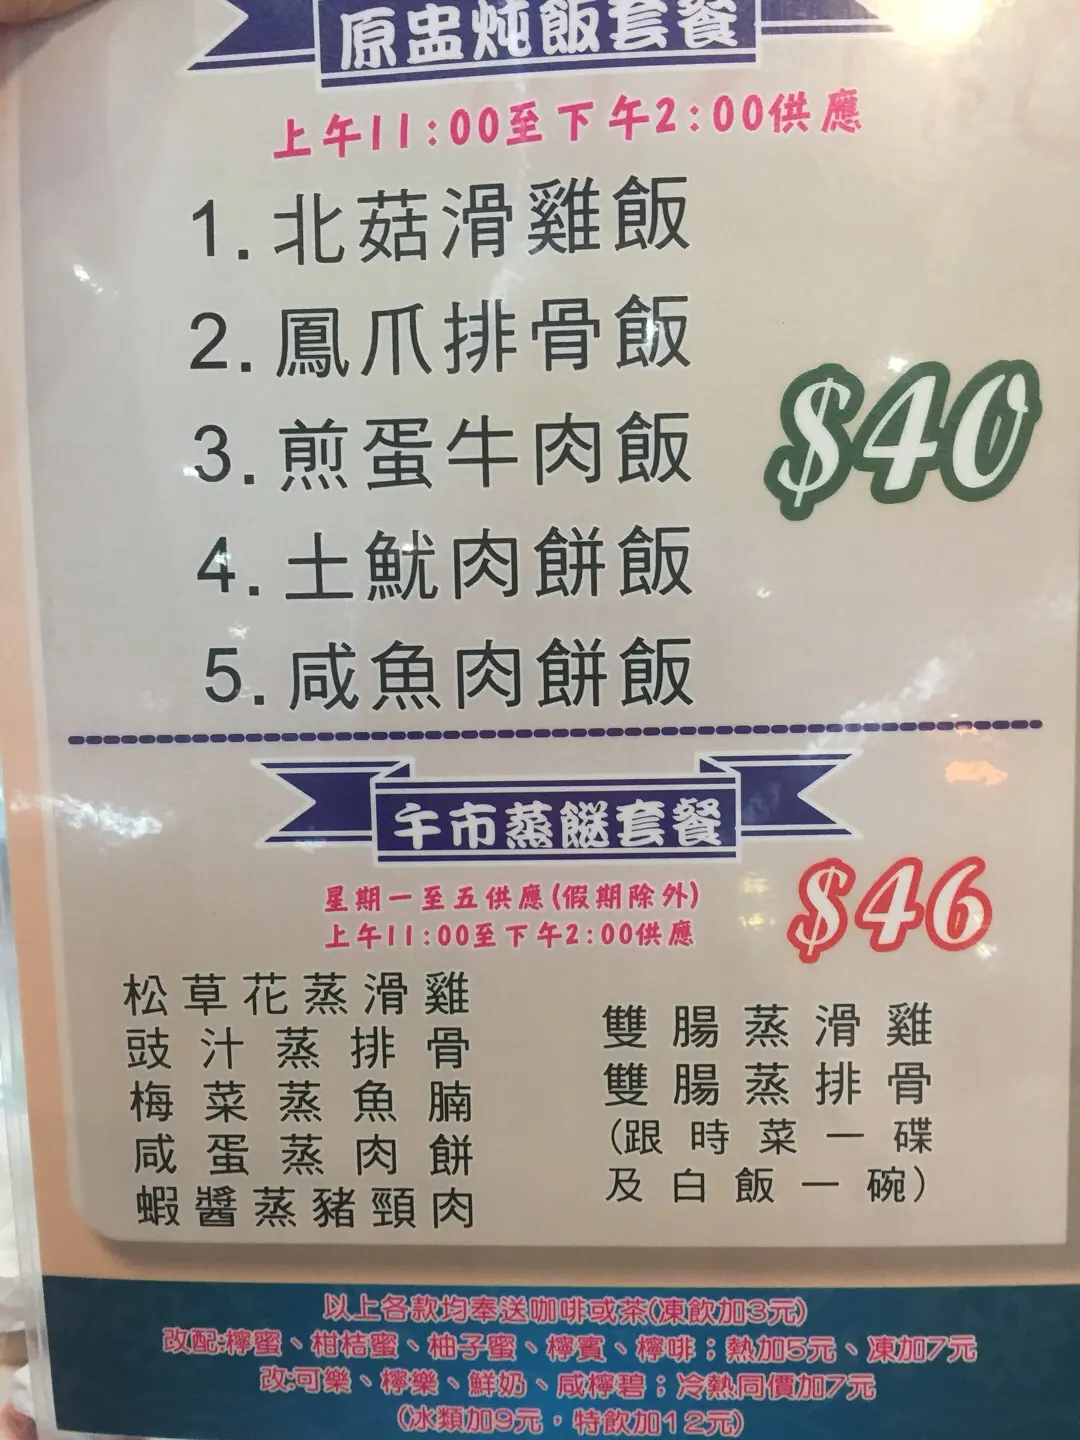 原盅炖飯套餐
上午11:00至下午2:00供應
1.北菇滑雞飯
2.鳳爪排骨飯
3.煎蛋牛肉飯
4.土魷肉餅飯
5.咸魚肉餅飯
$40
午市蒸餸套餐
星期一至五供應(假期除外)
上午11:00至下午2:00供應
$46
松草花蒸滑雞
豉汁蒸排骨
梅菜蒸魚腩
咸蛋蒸肉餅
蝦醬蒸豬頸肉
雙腸蒸滑雞
雙腸蒸排骨
(跟時菜一碟
及白飯一碗)
以上各款均奉送咖啡或茶(凍飲加3元)
改配:檸蜜、柑桔蜜、柚子蜜、檸賓、檸啡；熱加5元、凍加7元
改:可樂、檸樂、鮮奶、咸檸碧；冷熱同價加7元
(冰類加9元，特飲加12元)